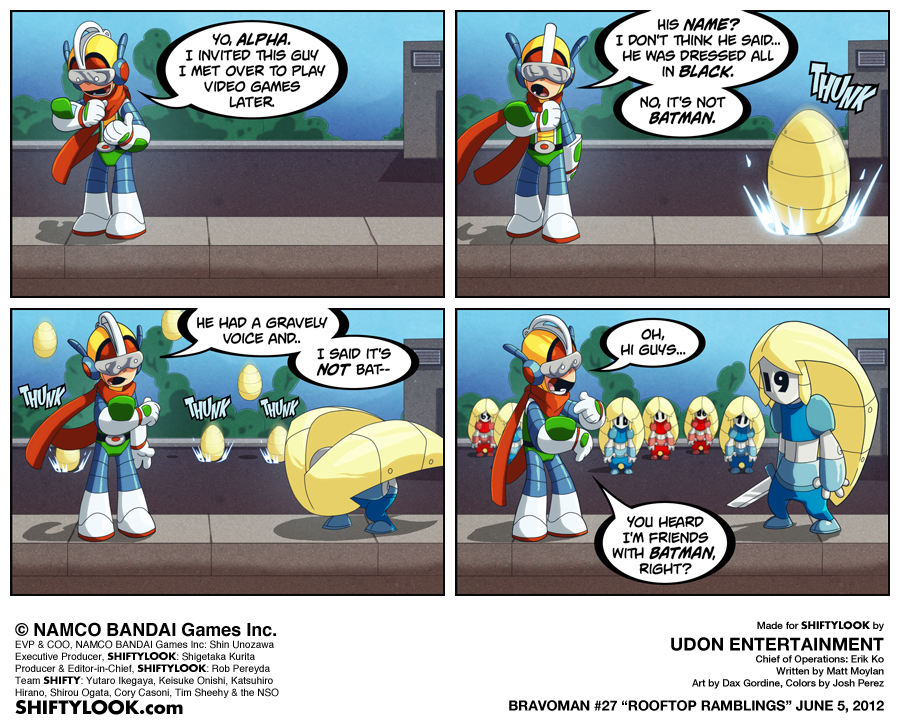 YO, ALPHA.
I INVITED THIS GUY
I MET OVER TO PLAY
VIDEO GAMES
LATER.
HIS NAME?
I DON'T THINK HE SAID...
HE WAS DRESSED ALL
IN BLACK.
NO, IT'S NOT
BATMAN.
THUNK
HE HAD A GRAVELY
VOICE AND..
I SAID IT'S
NOT BAT--
THUNK
THUNK
THUNK
OH,
HI GUYS...
19
YOU HEARD
I'M FRIENDS
WITH BATMAN,
RIGHT?
© NAMCO BANDAI Games Inc.
EVP & COO, NAMCO BANDAI Games Inc: Shin Unozawa
Executive Producer, SHIFTYLOOK: Shigetaka Kurita
Producer & Editor-in-Chief, SHIFTYLOOK: Rob Pereyda
Team SHIFTY: Yutaro Ikegaya, Keisuke Onishi, Katsuhiro
Hirano, Shirou Ogata, Cory Casoni, Tim Sheehy & the NSO
SHIFTYLOOK.com
Made for SHIFTYLOOK by
UDON ENTERTAINMENT
Chief of Operations: Erik Ko
Written by Matt Moylan
Art by Dax Gordine, Colors by Josh Perez
BRAVOMAN #27 “ROOFTOP RAMBLINGS” JUNE 5, 2012